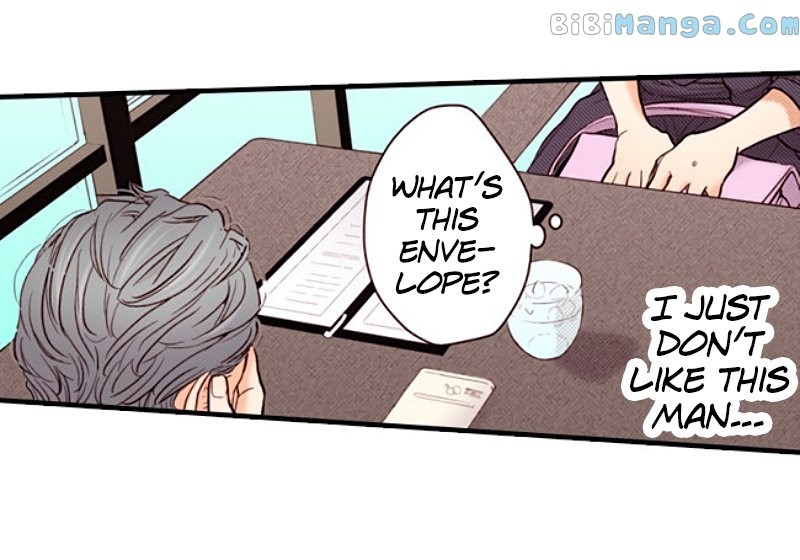 BiBiManga.Com
WHAT'S
THIS
ENVE-
LOPE?
I JUST
DON'T
LIKE THIS
MAN...